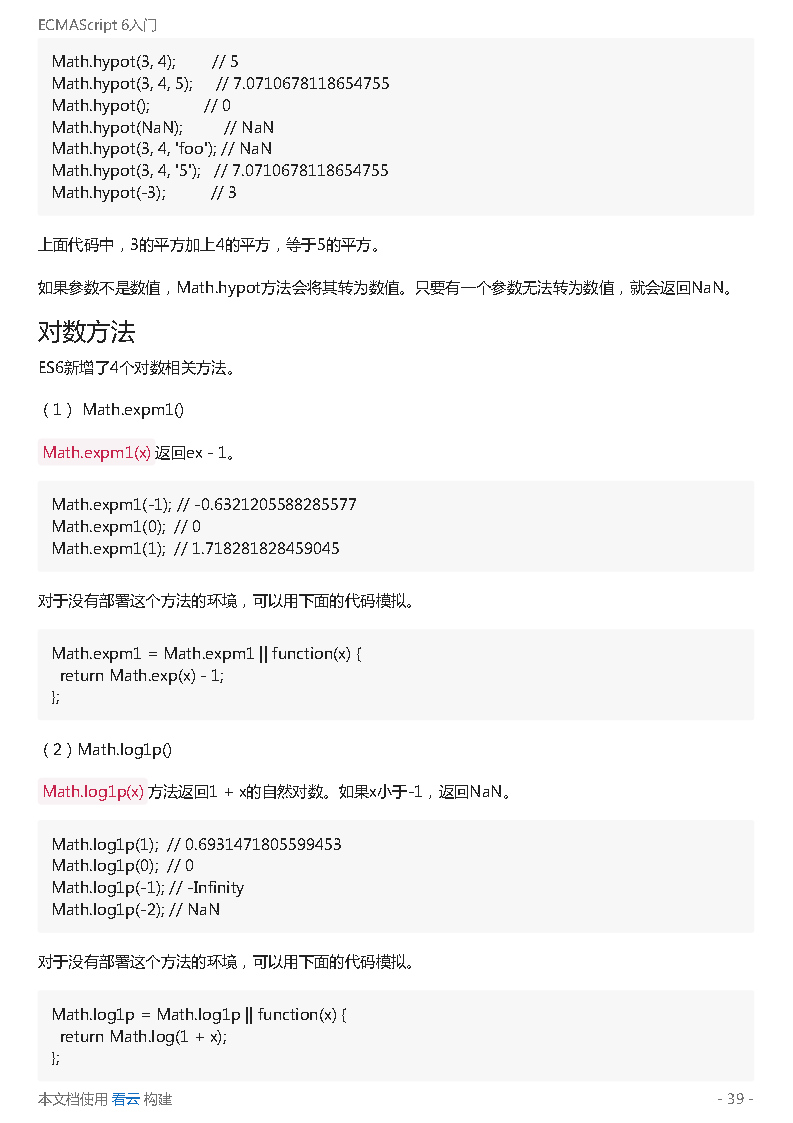 ECMAScript 6入门
Math.hypot(3, 4);        // 5
Math.hypot(3, 4, 5);     // 7.0710678118654755
Math.hypot();            // 0
Math.hypot(NaN);         // NaN
Math.hypot(3, 4, 'foo'); // NaN
Math.hypot(3, 4, '5');   // 7.0710678118654755
Math.hypot(-3);          // 3
上面代码中，3的平方加上4的平方，等于5的平方。
如果参数不是数值，Math.hypot方法会将其转为数值。只要有一个参数无法转为数值，就会返回NaN。
对数方法
ES6新增了4个对数相关方法。
（1） Math.expm1()
Math.expm1(x)返回ex - 1。
Math.expm1(-1); // -0.6321205588285577
Math.expm1(0);  // 0
Math.expm1(1);  // 1.718281828459045
对于没有部署这个方法的环境，可以用下面的代码模拟。
Math.expm1 = Math.expm1 || function(x) {
  return Math.exp(x) - 1;
};
（2）Math.log1p()
Math.log1p(x)方法返回1 + x的自然对数。如果x小于-1，返回NaN。
Math.log1p(1);  // 0.6931471805599453
Math.log1p(0);  // 0
Math.log1p(-1); // -Infinity
Math.log1p(-2); // NaN
对于没有部署这个方法的环境，可以用下面的代码模拟。
Math.log1p = Math.log1p || function(x) {
  return Math.log(1 + x);
};
本文档使用 看云 构建 - 39 -